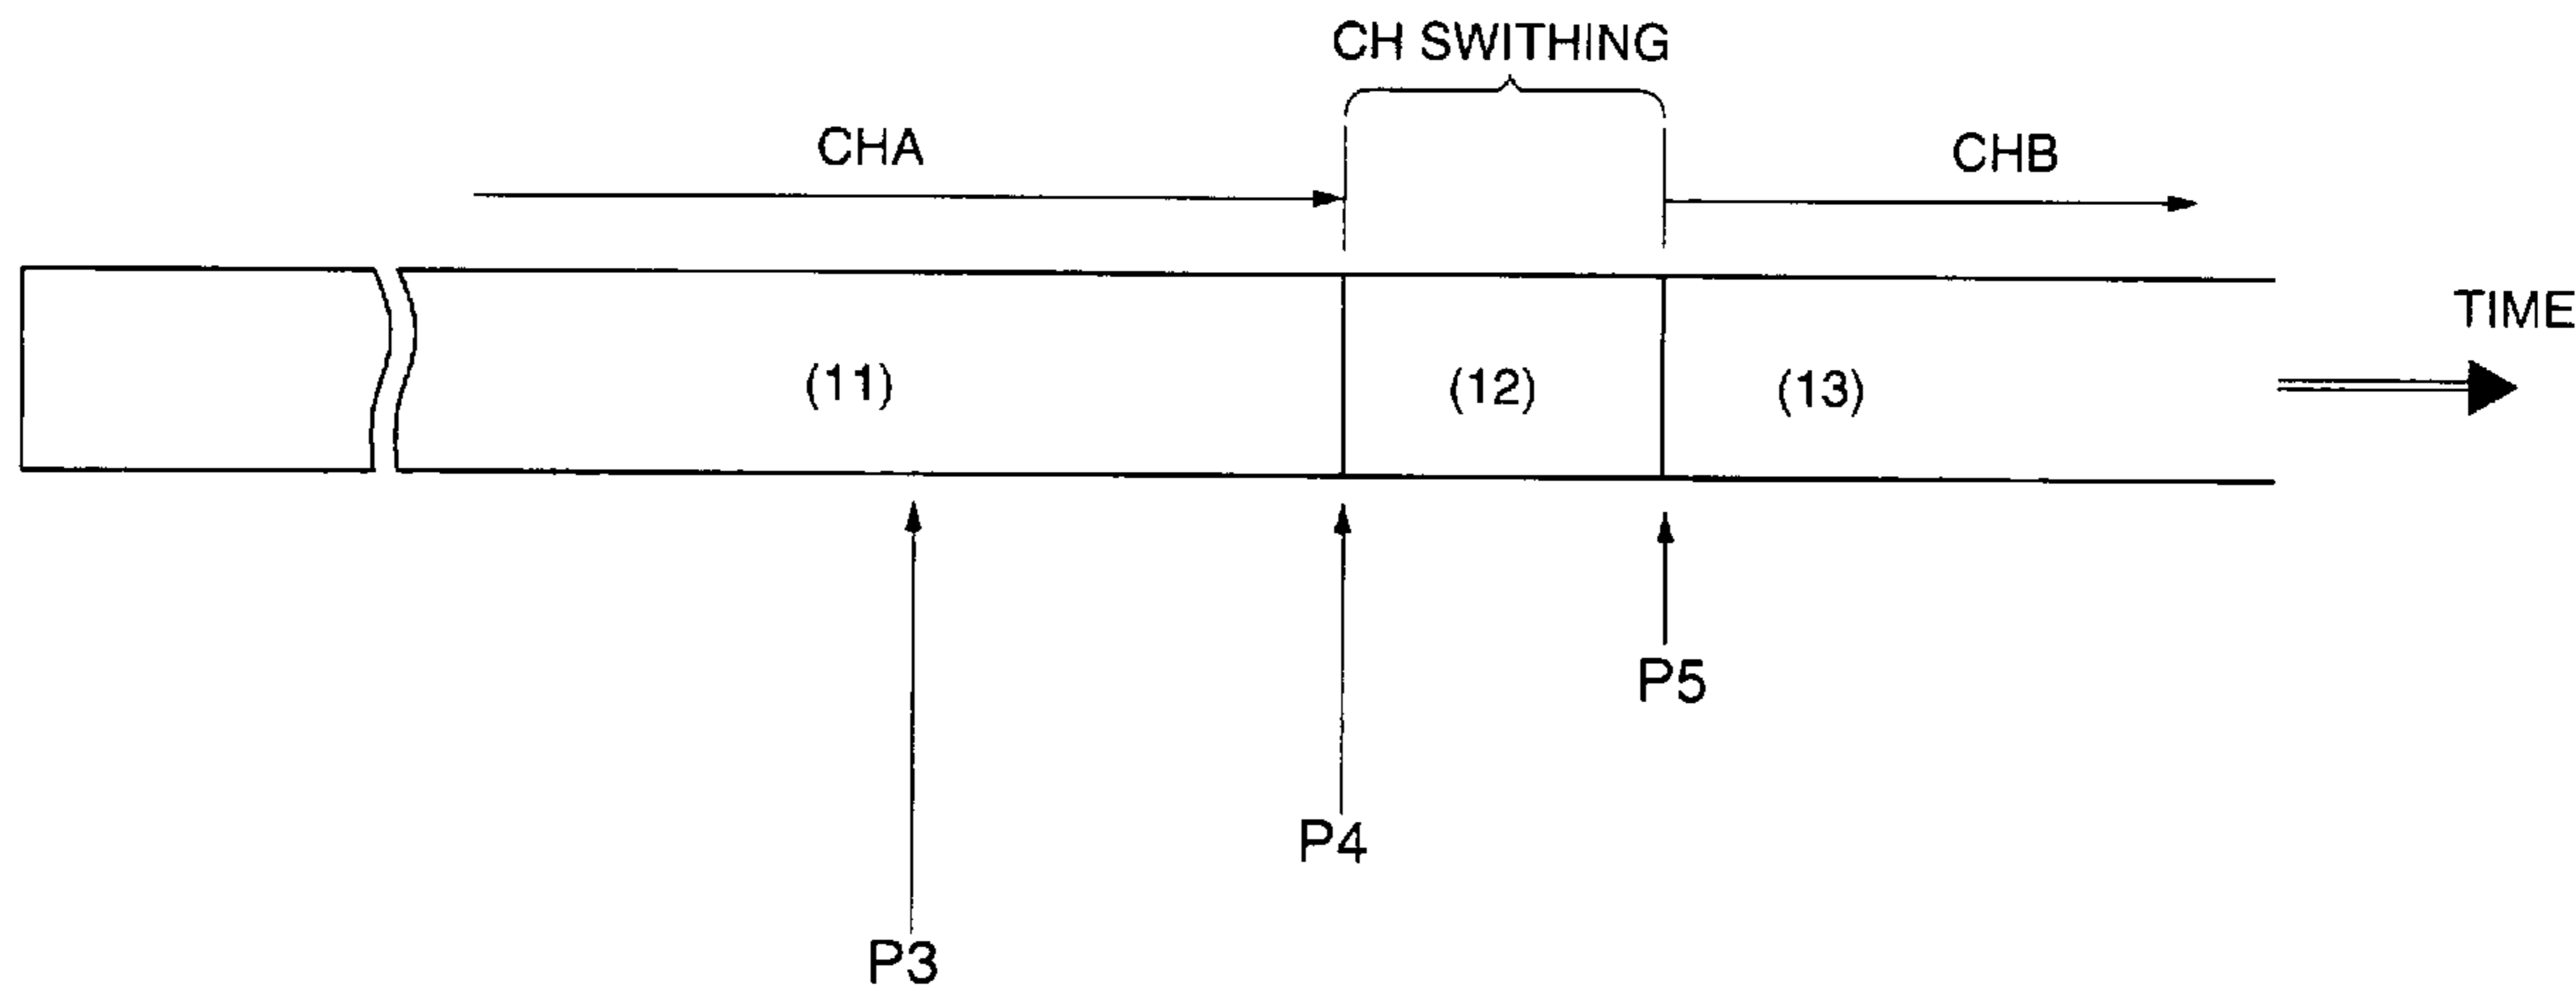 CH SWITHING
CHA
CHB
TIME
(11)
(12)
(13)
P5
P4
P3